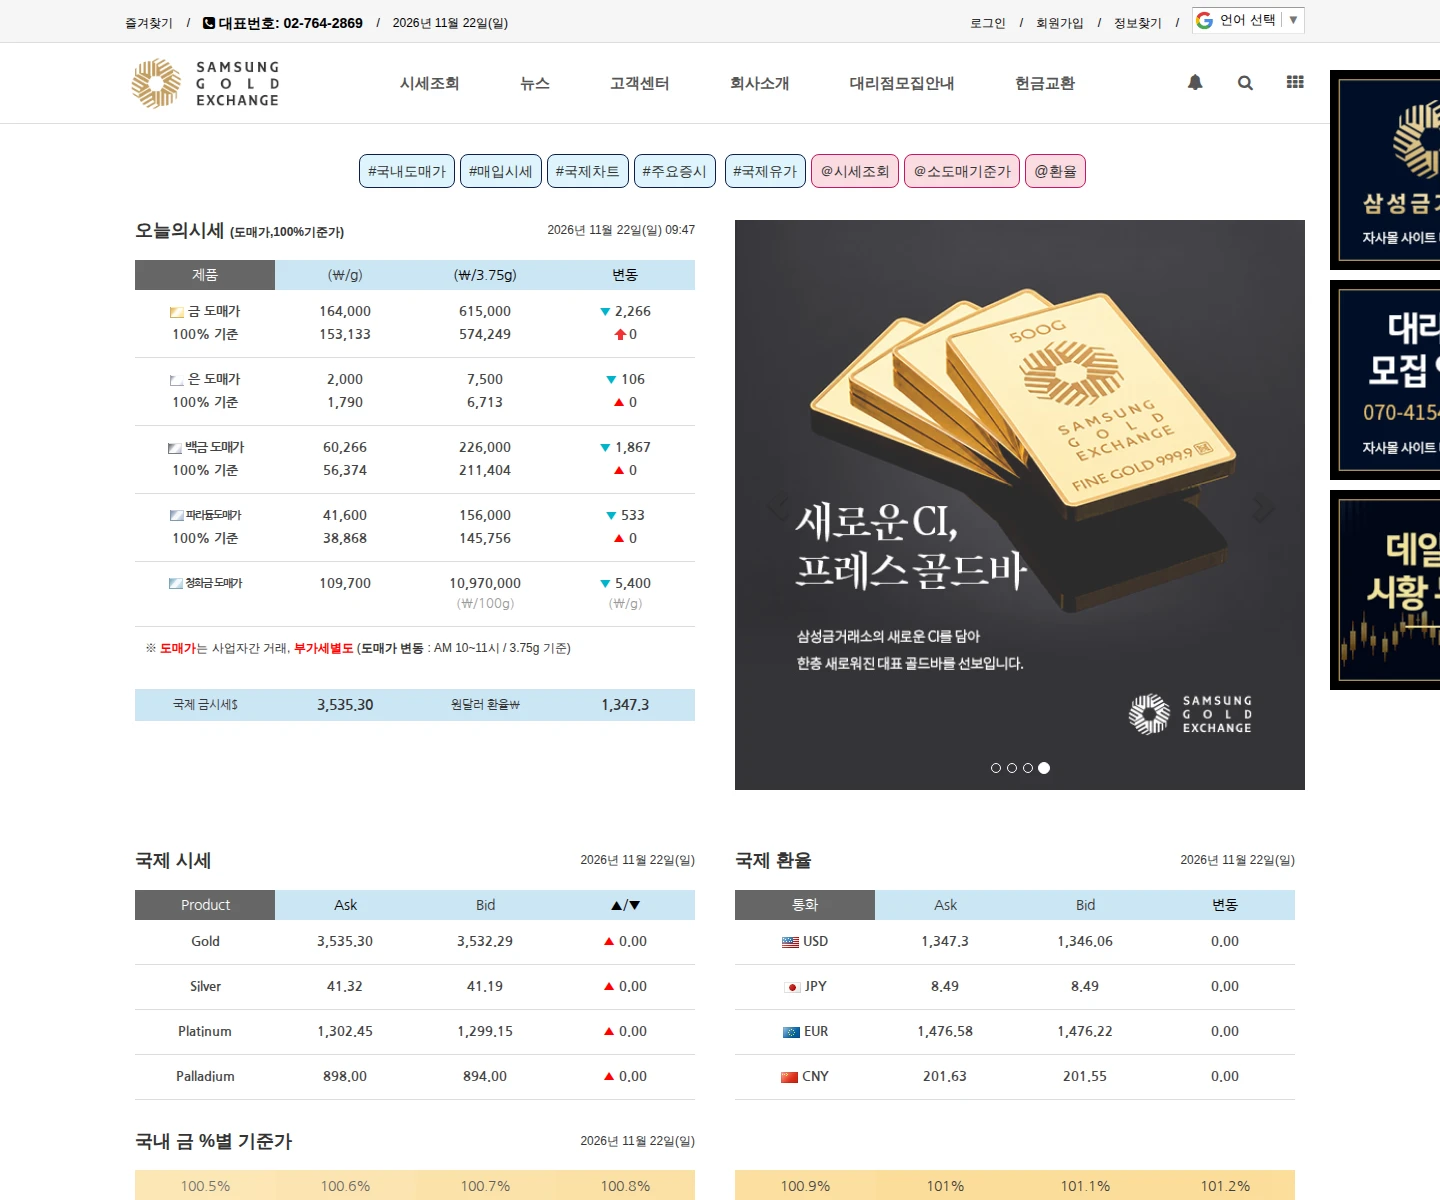 즐겨찾기 / 대표번호: 02-764-2869 / 2026년 11월 22일(일)
로그인 / 회원가입 / 정보찾기 / 언어 선택 ▼
SAMSUNG
GOLD
EXCHANGE
시세조회 뉴스 고객센터 회사소개 대리점모집안내 헌금교환
#국내도매가 #매입시세 #국제차트 #주요증시 #국제유가 @시세조회 @소도매기준가 @환율
오늘의시세 (도매가,100%기준가) 2026년 11월 22일(일) 09:47
제품 (₩/g) (₩/3.75g) 변동
금 도매가 164,000 615,000 ▼ 2,266
100% 기준 153,133 574,249 0
은 도매가 2,000 7,500 ▼ 106
100% 기준 1,790 6,713 ▲ 0
백금 도매가 60,266 226,000 ▼ 1,867
100% 기준 56,374 211,404 ▲ 0
파라듐도매가 41,600 156,000 ▼ 533
100% 기준 38,868 145,756 ▲ 0
청화금도매가 109,700 10,970,000 ▼ 5,400
(₩/100g) (₩/g)
※ 도매가는 사업자간 거래, 부가세별도 (도매가 변동 : AM 10~11시 / 3.75g 기준)
국제 금시세$ 3,535.30 원달러 환율₩ 1,347.3
500G
SAMSUNG
GOLD
EXCHANGE
FINE GOLD 999.9
새로운 CI,
프레스 골드바
삼성금거래소의 새로운 CI를 담아
한층 새로워진 대표 골드바를 선보입니다.
SAMSUNG
GOLD
EXCHANGE
삼성금
자사몰 사이트
대리
모집
070-415
자사몰 사이트
데일
시황
국제 시세 2026년 11월 22일(일)
Product Ask Bid ▲/▼
Gold 3,535.30 3,532.29 ▲ 0.00
Silver 41.32 41.19 ▲ 0.00
Platinum 1,302.45 1,299.15 ▲ 0.00
Palladium 898.00 894.00 ▲ 0.00
국제 환율 2026년 11월 22일(일)
통화 Ask Bid 변동
USD 1,347.3 1,346.06 0.00
JPY 8.49 8.49 0.00
EUR 1,476.58 1,476.22 0.00
CNY 201.63 201.55 0.00
국내 금 %별 기준가 2026년 11월 22일(일)
100.5% 100.6% 100.7% 100.8% 100.9% 101% 101.1% 101.2%